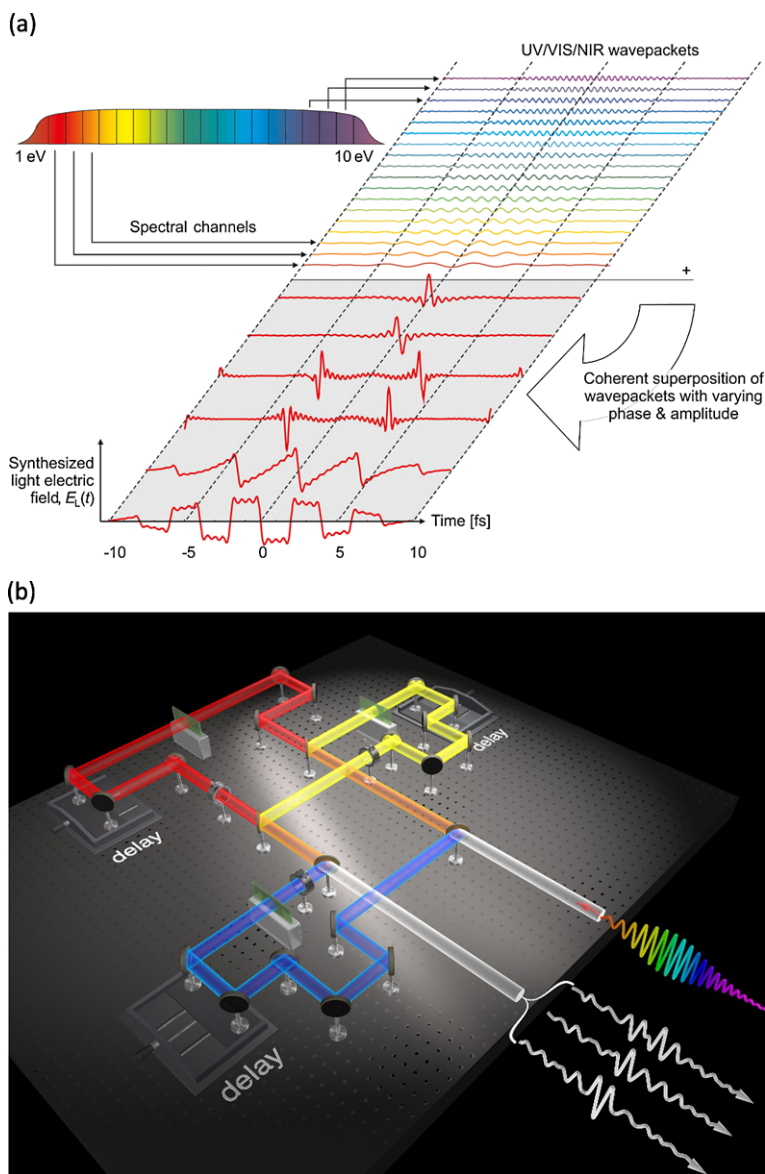 (a)
UV/VIS/NIR wavepackets
1 eV
10 eV
Spectral channels
+
Coherent superposition of
wavepackets with varying
phase & amplitude
Synthesized
light electric
field, E_L(t)
Time [fs]
-10
-5
0
5
10
(b)
delay
delay
delay